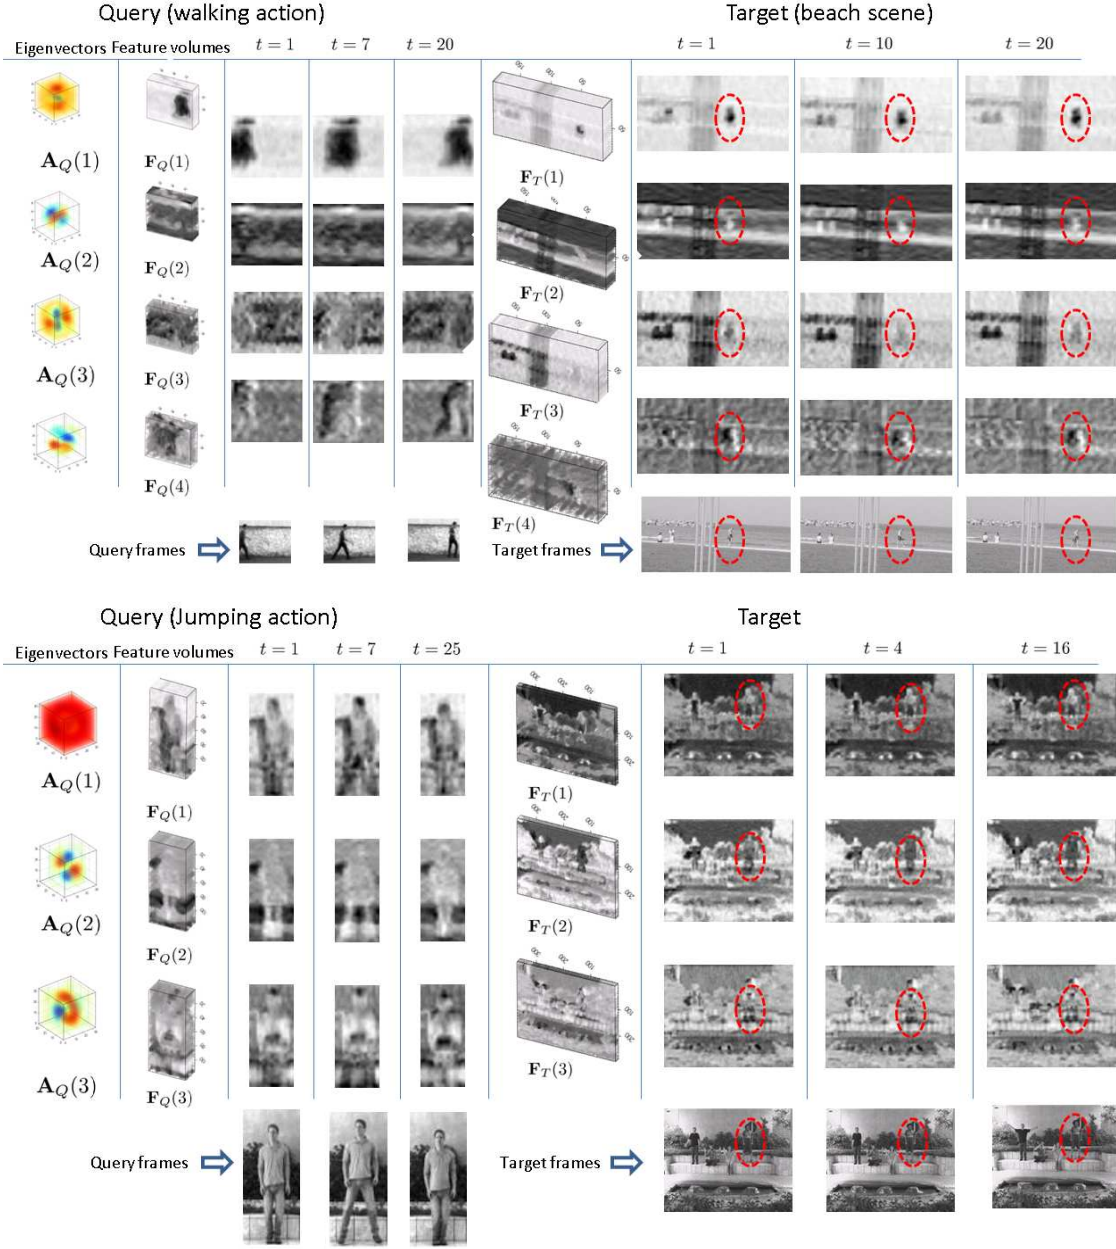 Query (walking action)
Target (beach scene)
Eigenvectors Feature volumes t = 1 t = 7 t = 20 t = 1 t = 10 t = 20
A_Q(1) F_Q(1) F_T(1)
A_Q(2) F_Q(2) F_T(2)
A_Q(3) F_Q(3) F_T(3)
F_Q(4) F_T(4)
Query frames
Target frames
Query (Jumping action)
Target
Eigenvectors Feature volumes t = 1 t = 7 t = 25 t = 1 t = 4 t = 16
A_Q(1) F_Q(1) F_T(1)
A_Q(2) F_Q(2) F_T(2)
A_Q(3) F_Q(3) F_T(3)
Query frames
Target frames